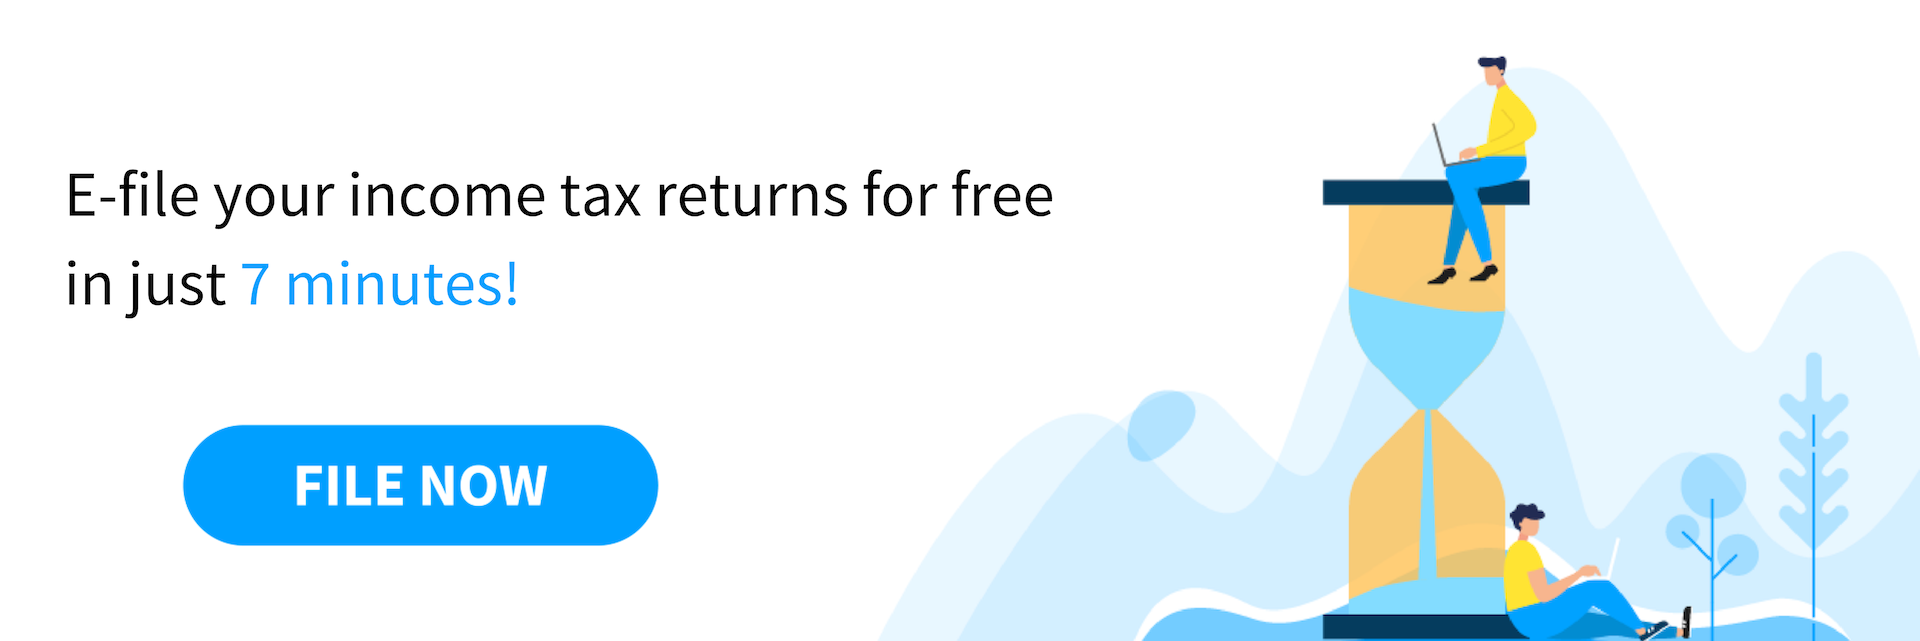 E-file your income tax returns for free
in just 7 minutes!
FILE NOW